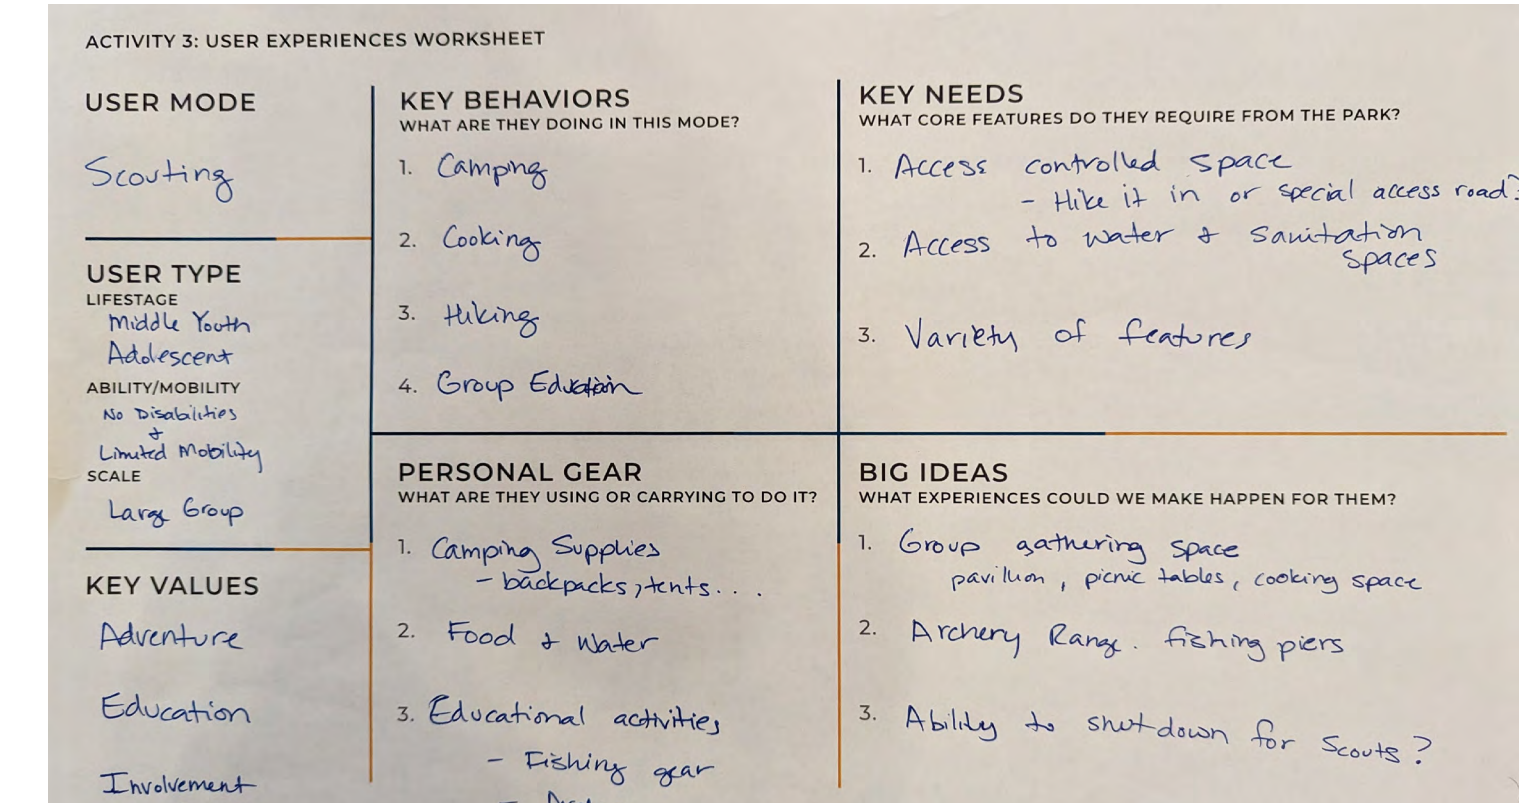 ACTIVITY 3: USER EXPERIENCES WORKSHEET
USER MODE
Scouting
USER TYPE
LIFESTAGE
Middle Youth
Adolescent
ABILITY/MOBILITY
No Disabilities
&
Limited Mobility
SCALE
Large Group
KEY VALUES
Adventure
Education
Involvement
KEY BEHAVIORS
WHAT ARE THEY DOING IN THIS MODE?
1. Camping
2. Cooking
3. Hiking
4. Group Education
PERSONAL GEAR
WHAT ARE THEY USING OR CARRYING TO DO IT?
1. Camping Supplies
- backpacks, tents...
2. Food & Water
3. Educational activities
- Fishing gear
-
KEY NEEDS
WHAT CORE FEATURES DO THEY REQUIRE FROM THE PARK?
1. Access controlled space
- Hike it in or special access road?
2. Access to water & sanitation
spaces
3. Variety of features
BIG IDEAS
WHAT EXPERIENCES COULD WE MAKE HAPPEN FOR THEM?
1. Group gathering space
pavillion, picnic tables, cooking space
2. Archery Range. fishing piers
3. Ability to shutdown for Scouts?